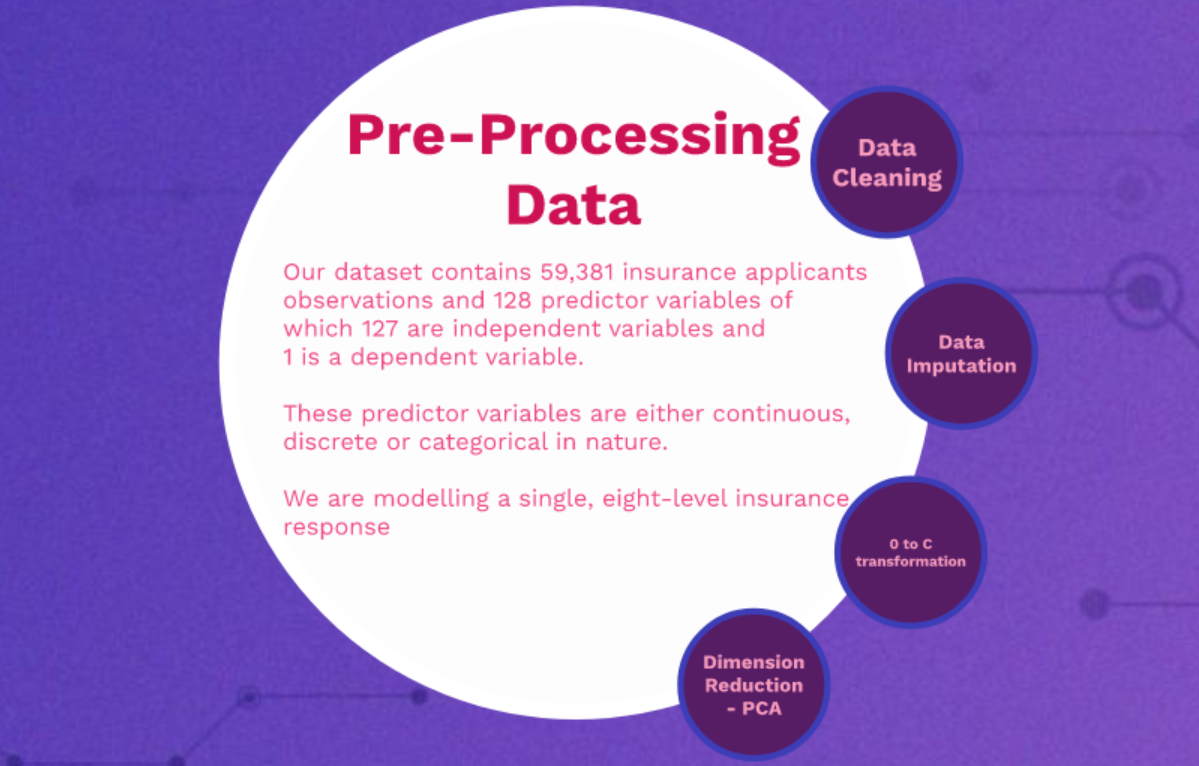 Pre-Processing
Data
Our dataset contains 59,381 insurance applicants
observations and 128 predictor variables of
which 127 are independent variables and
1 is a dependent variable.
These predictor variables are either continuous,
discrete or categorical in nature.
We are modelling a single, eight-level insurance
response
Data
Cleaning
Data
Imputation
0 to C
transformation
Dimension
Reduction
- PCA